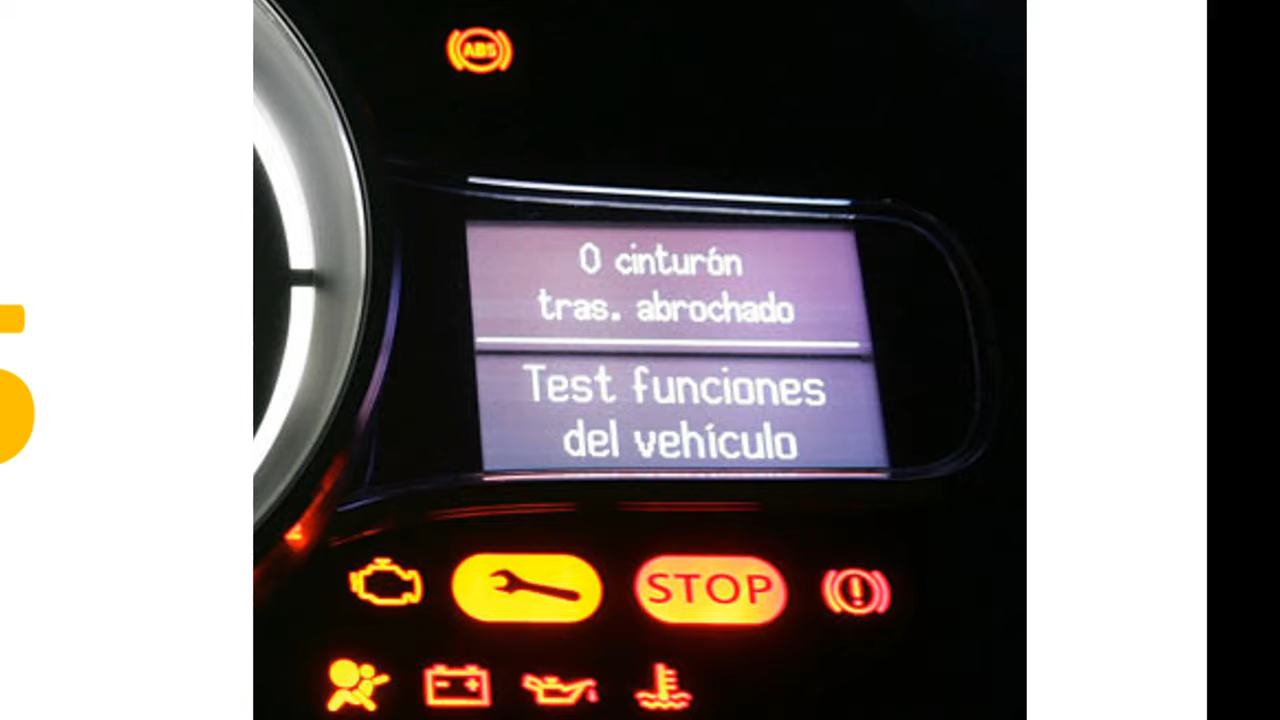 ABS
0 cinturón
tras. abrochado
Test funciones
del vehículo
STOP